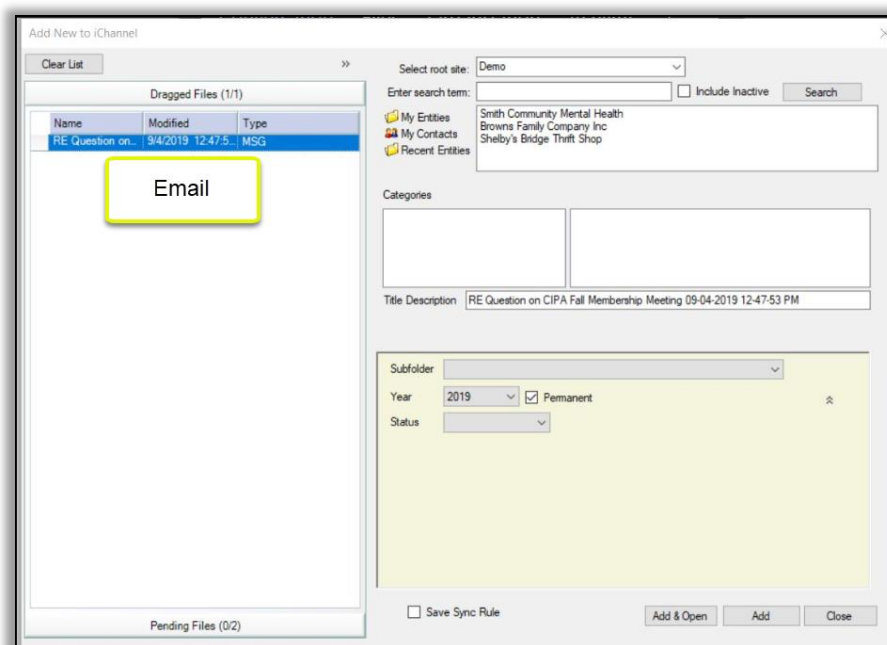 Add New to iChannel
Clear List
»
Dragged Files (1/1)
Name Modified Type
RE Question on... 9/4/2019 12:47:5... MSG
Email
Pending Files (0/2)
Select root site: Demo
Enter search term: Include Inactive Search
My Entities
My Contacts
Recent Entities
Smith Community Mental Health
Browns Family Company Inc
Shelby's Bridge Thrift Shop
Categories
Title Description RE Question on CIPA Fall Membership Meeting 09-04-2019 12-47-53 PM
Subfolder
Year 2019 Permanent
Status
Save Sync Rule Add & Open Add Close